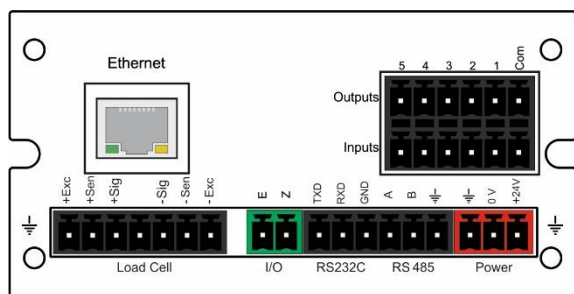 Ethernet
5 4 3 2 1 Com
Outputs
Inputs
+Exc +Sen +Sig -Sig - Sen - Exc E Z TXD RXD GND A B 0 V +24V
Load Cell I/O RS232C RS 485 Power